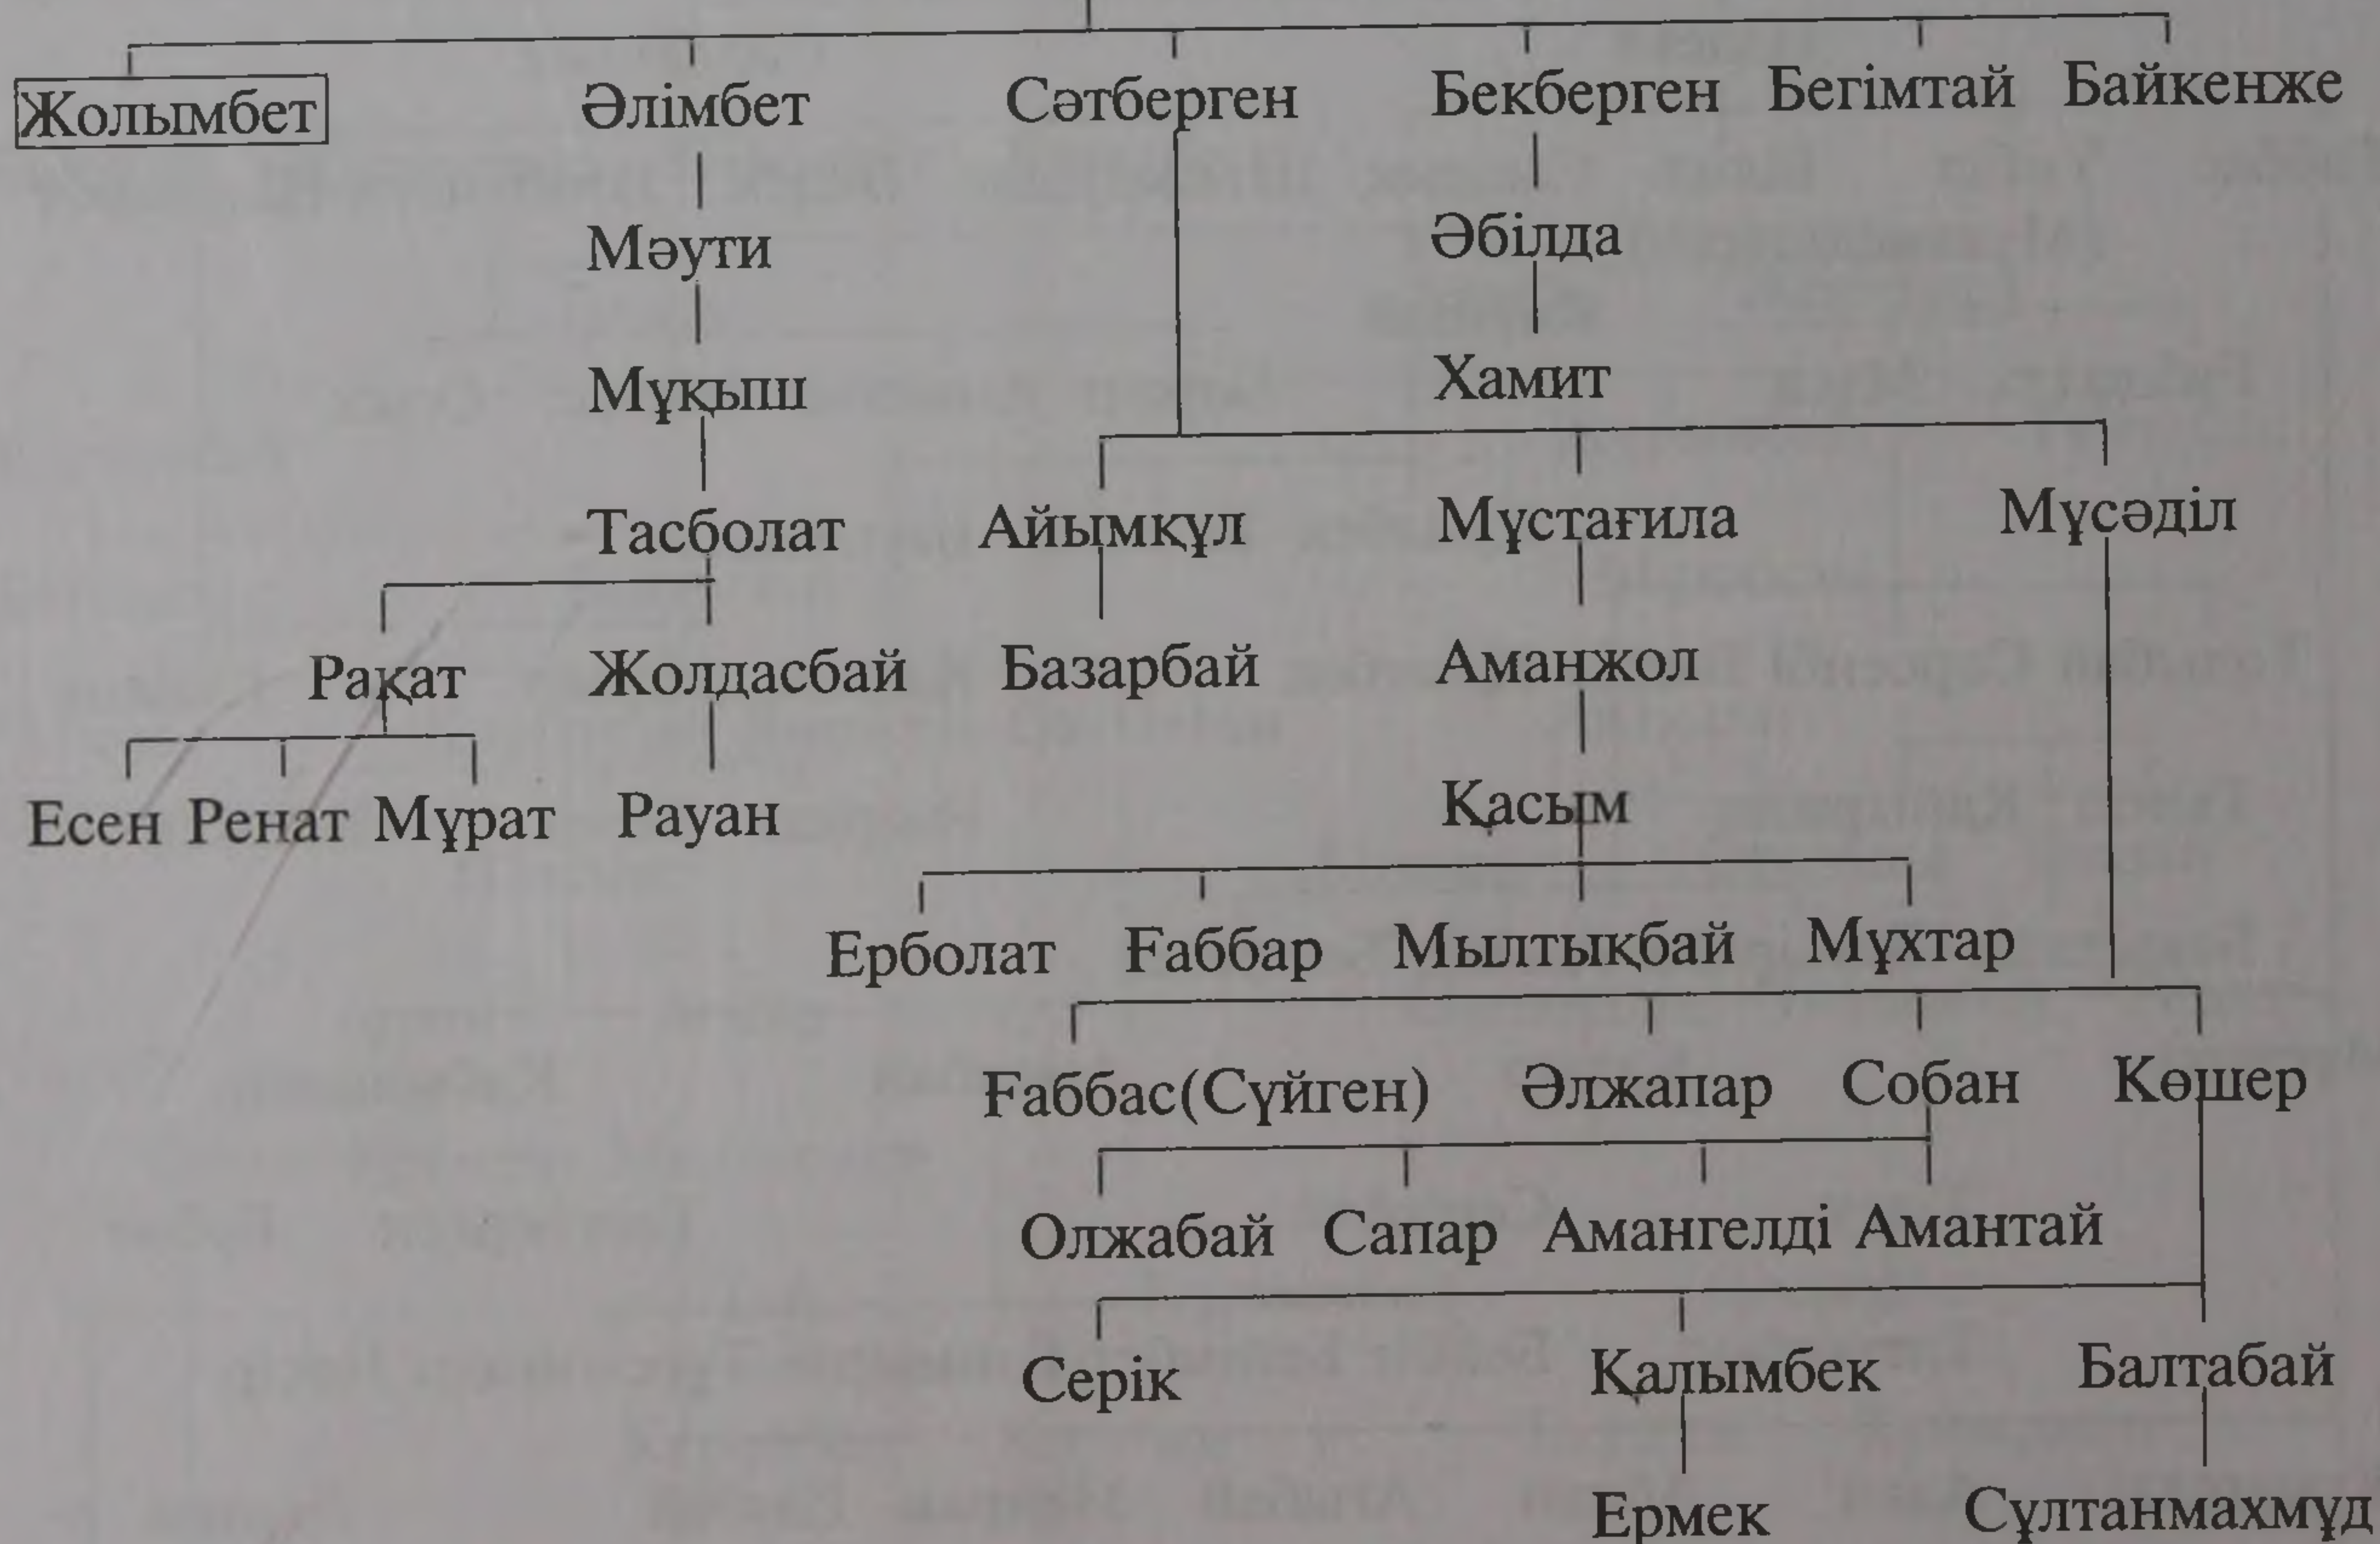 Жолымбет Әлімбет Сәтберген Бекберген Бегімтай Байкенже
Мәути Әбілда
Мұқыш Хамит
Тасболат Айымқұл Мұстағила Мұсәділ
Рақат Жолдасбай Базарбай Аманжол
Есен Ренат Мұрат Рауан Қасым
Ерболат Ғаббар Мылтықбай Мұхтар
Ғаббас(Сүйген) Әлжапар Собан Көшер
Олжабай Сапар Амангелді Амантай
Серік Қалымбек Балтабай
Ермек Сұлтанмахмұд